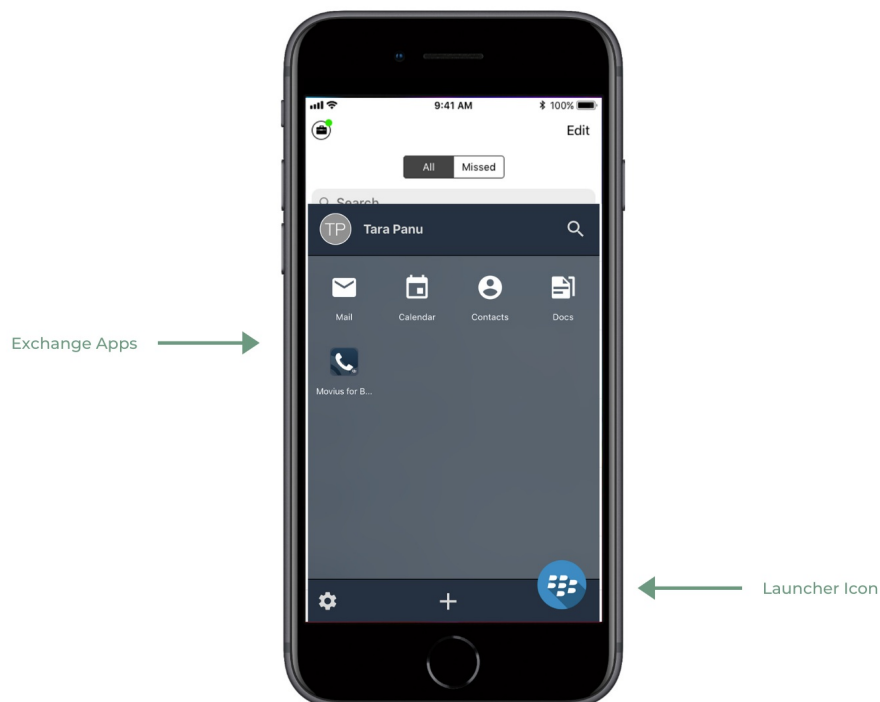 9:41 AM
100%
Edit
All
Missed
Search
TP
Tara Panu
Mail
Calendar
Contacts
Docs
Exchange Apps
Movius for B...
Launcher Icon